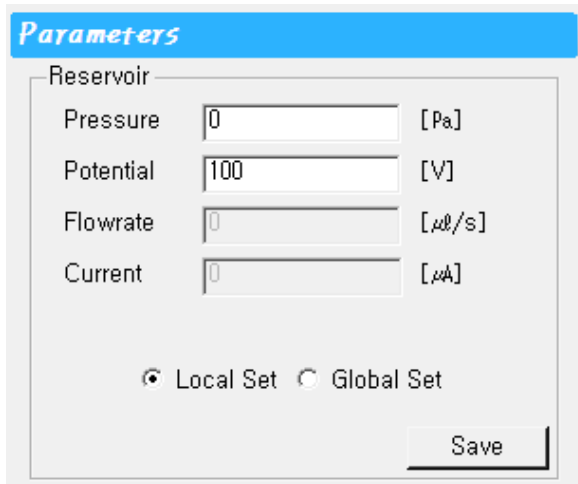 Parameters
Reservoir
Pressure 0 [Pa]
Potential 100 [V]
Flowrate 0 [㎕/s]
Current 0 [㎂]
Local Set Global Set
Save